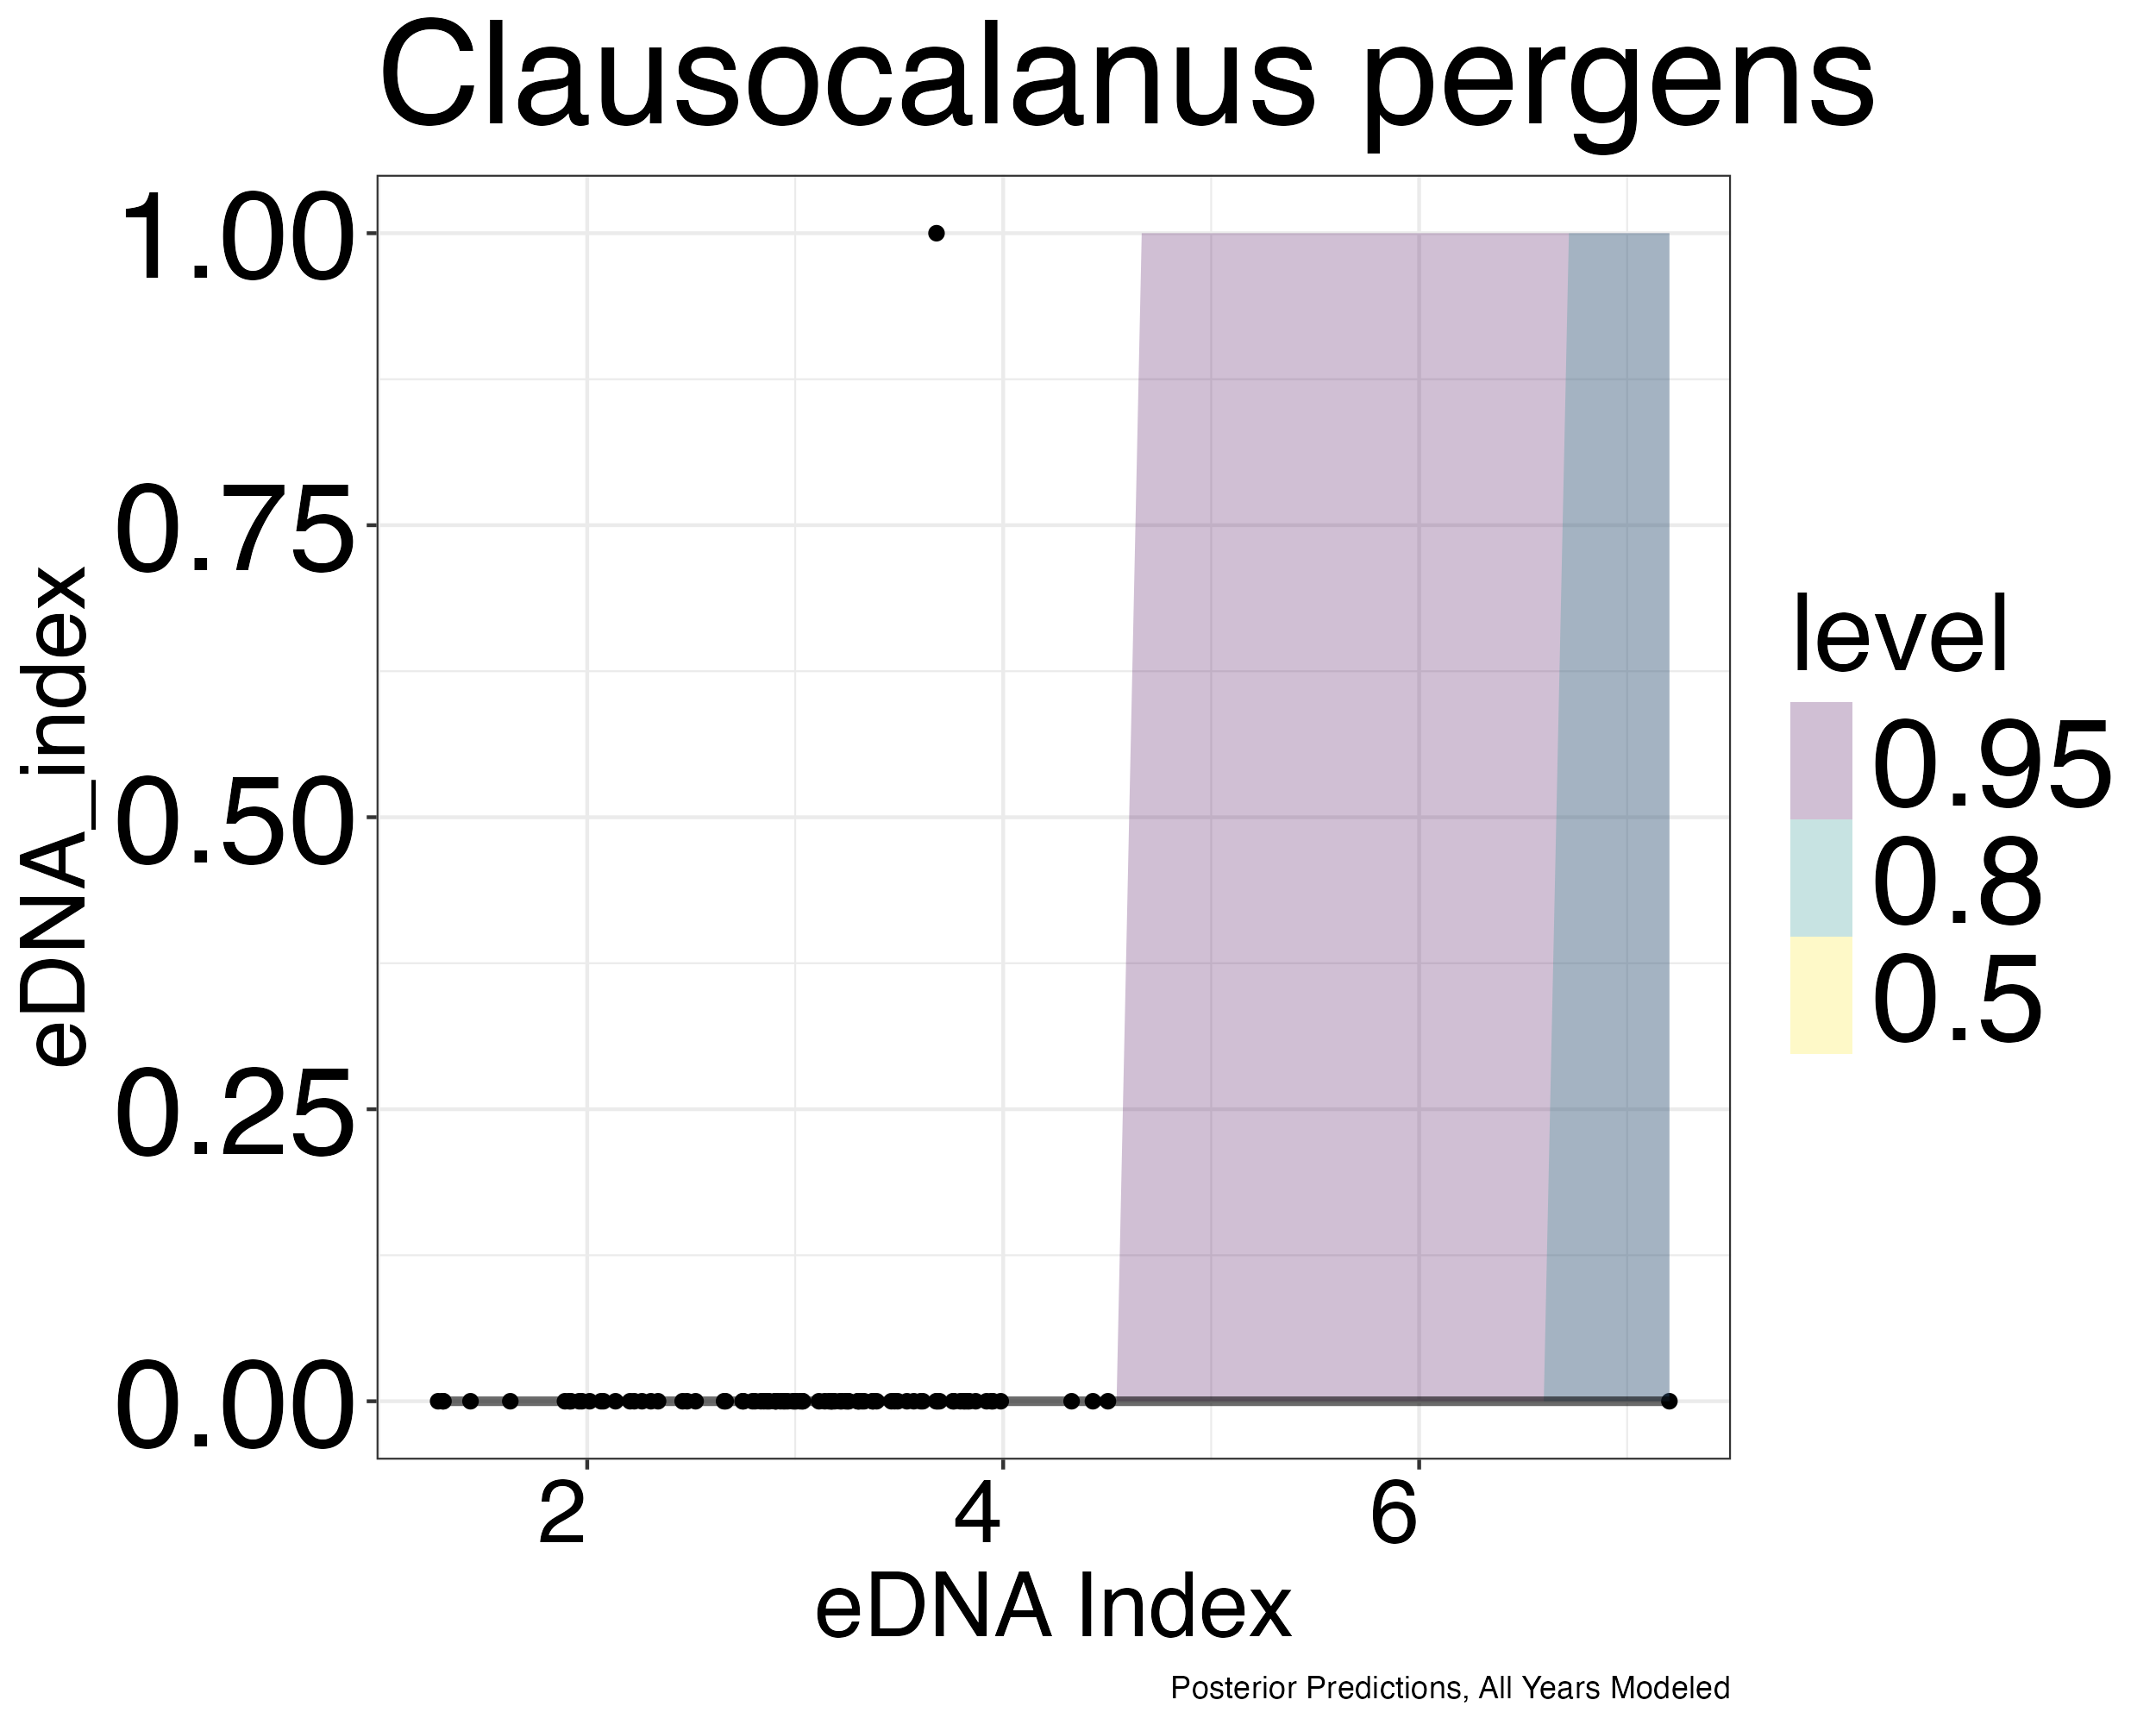 Clausocalanus pergens
1.00
0.75
0.50
0.25
0.00
eDNA_index
2 4 6
eDNA Index
level
0.95
0.8
0.5
Posterior Predictions, All Years Modeled